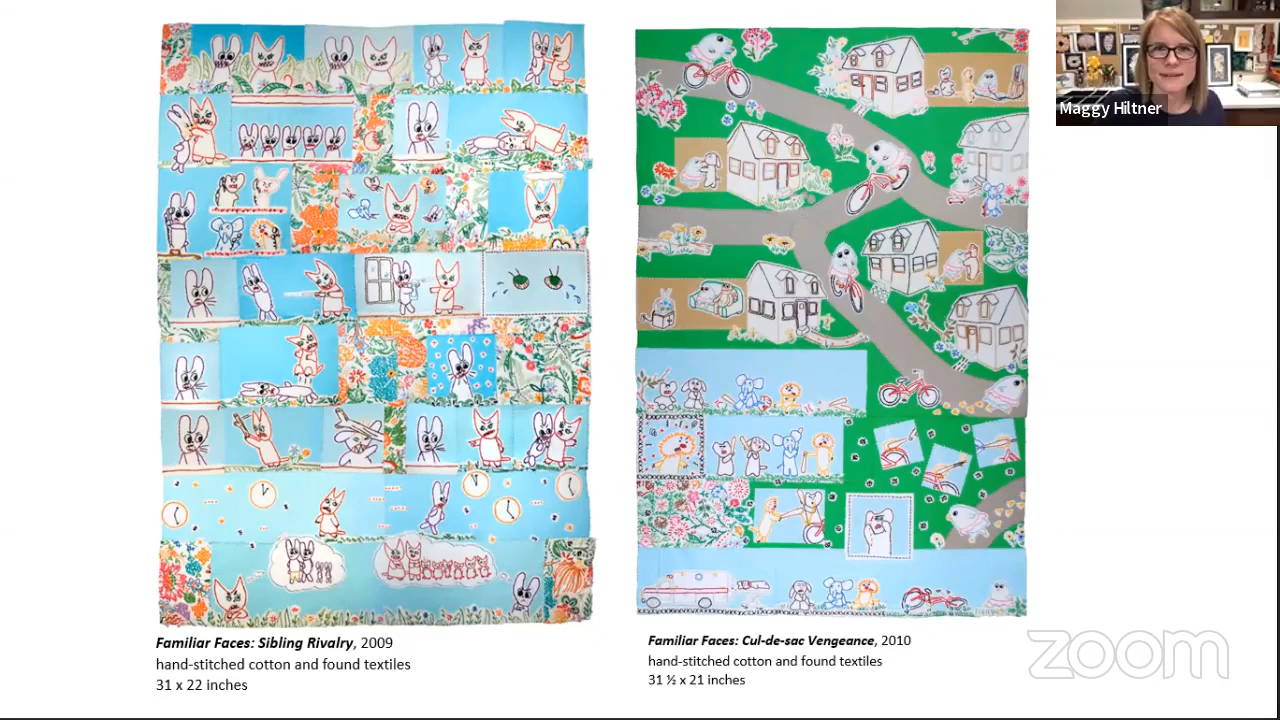 Maggy Hiltner
Familiar Faces: Sibling Rivalry, 2009
hand-stitched cotton and found textiles
31 x 22 inches
Familiar Faces: Cul-de-sac Vengeance, 2010
hand-stitched cotton and found textiles
31 ½ x 21 inches
zoom